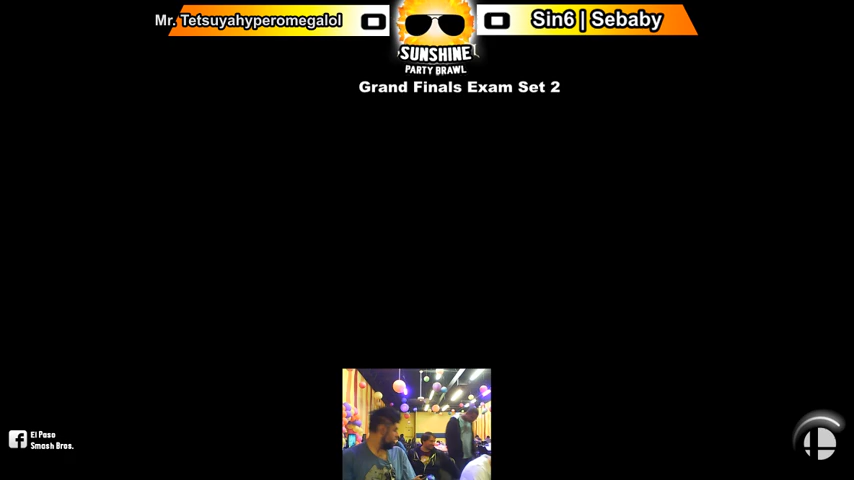 Mr. Tetsuyahyperomegalol 0 0 Sin6 | Sebaby
SUNSHINE
PARTY BRAWL
Grand Finals Exam Set 2
El Paso
Smash Bros.